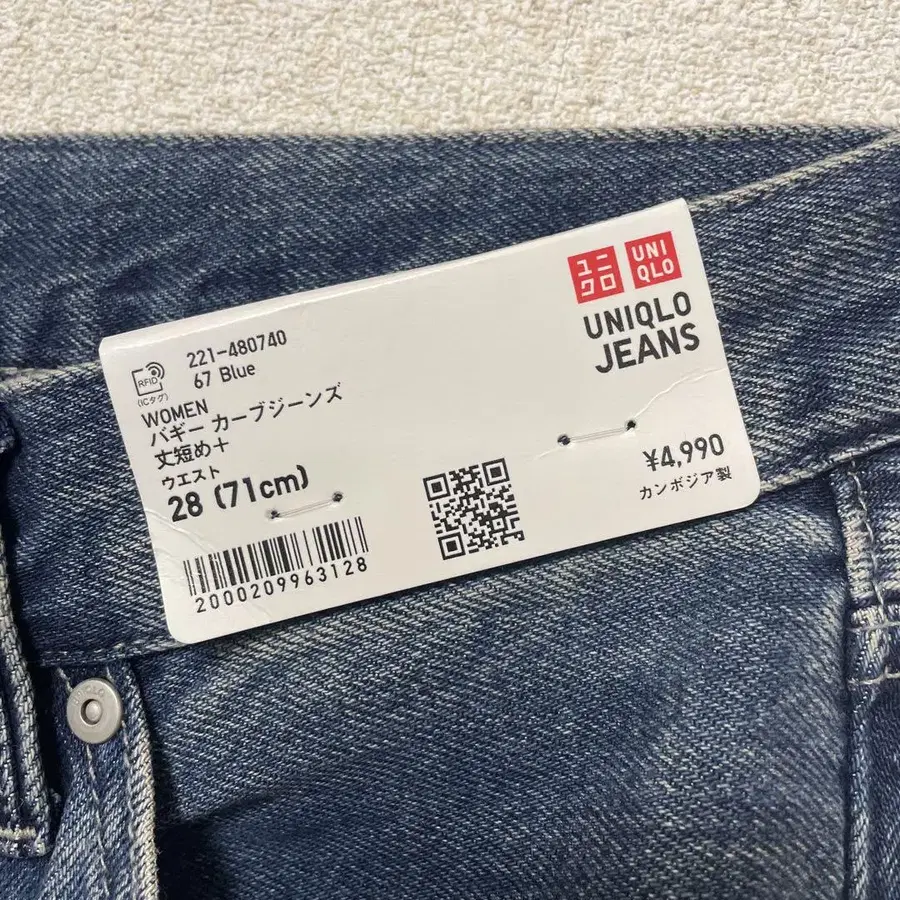 221-480740
67 Blue
RFID
(ICタグ)
WOMEN
バギー カーブジーンズ
丈短め+
ウエスト
28 (71cm)
2000209963128
ユニ
クロ
UNI
QLO
UNIQLO
JEANS
¥4,990
カンボジア製
UNIQLO